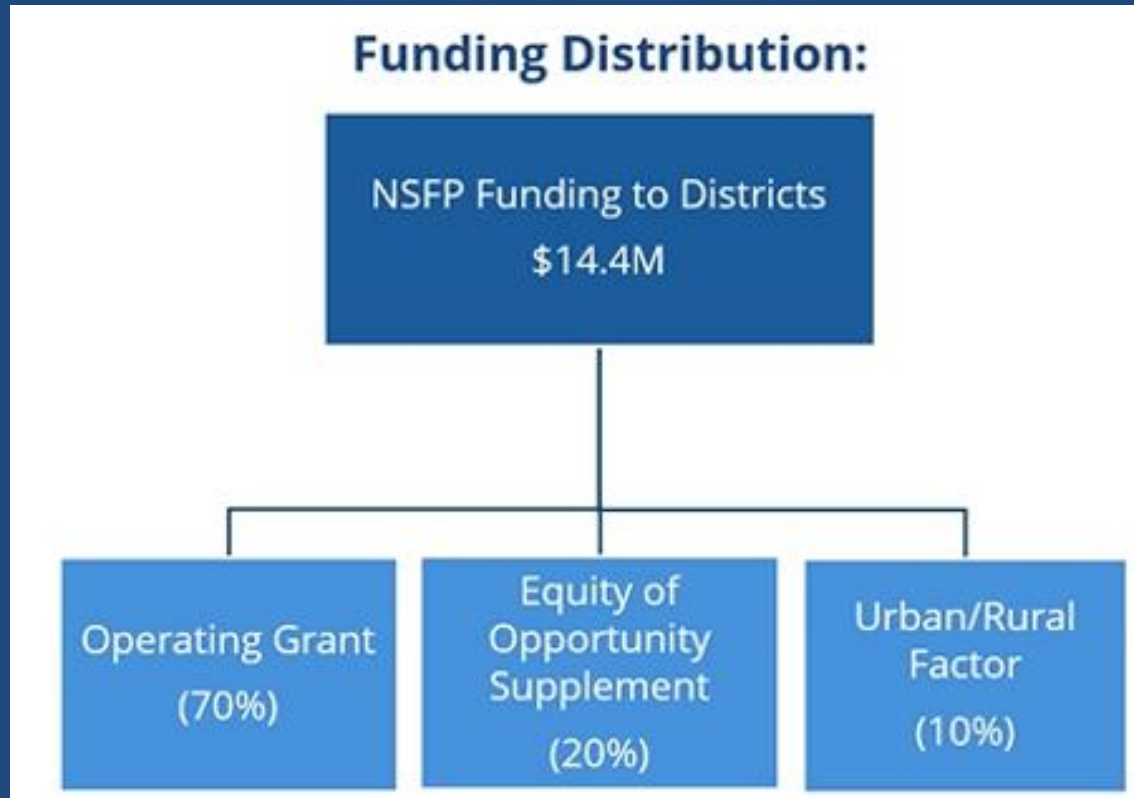 Funding Distribution:
NSFP Funding to Districts
$14.4M
Operating Grant
(70%)
Equity of
Opportunity
Supplement
(20%)
Urban/Rural
Factor
(10%)